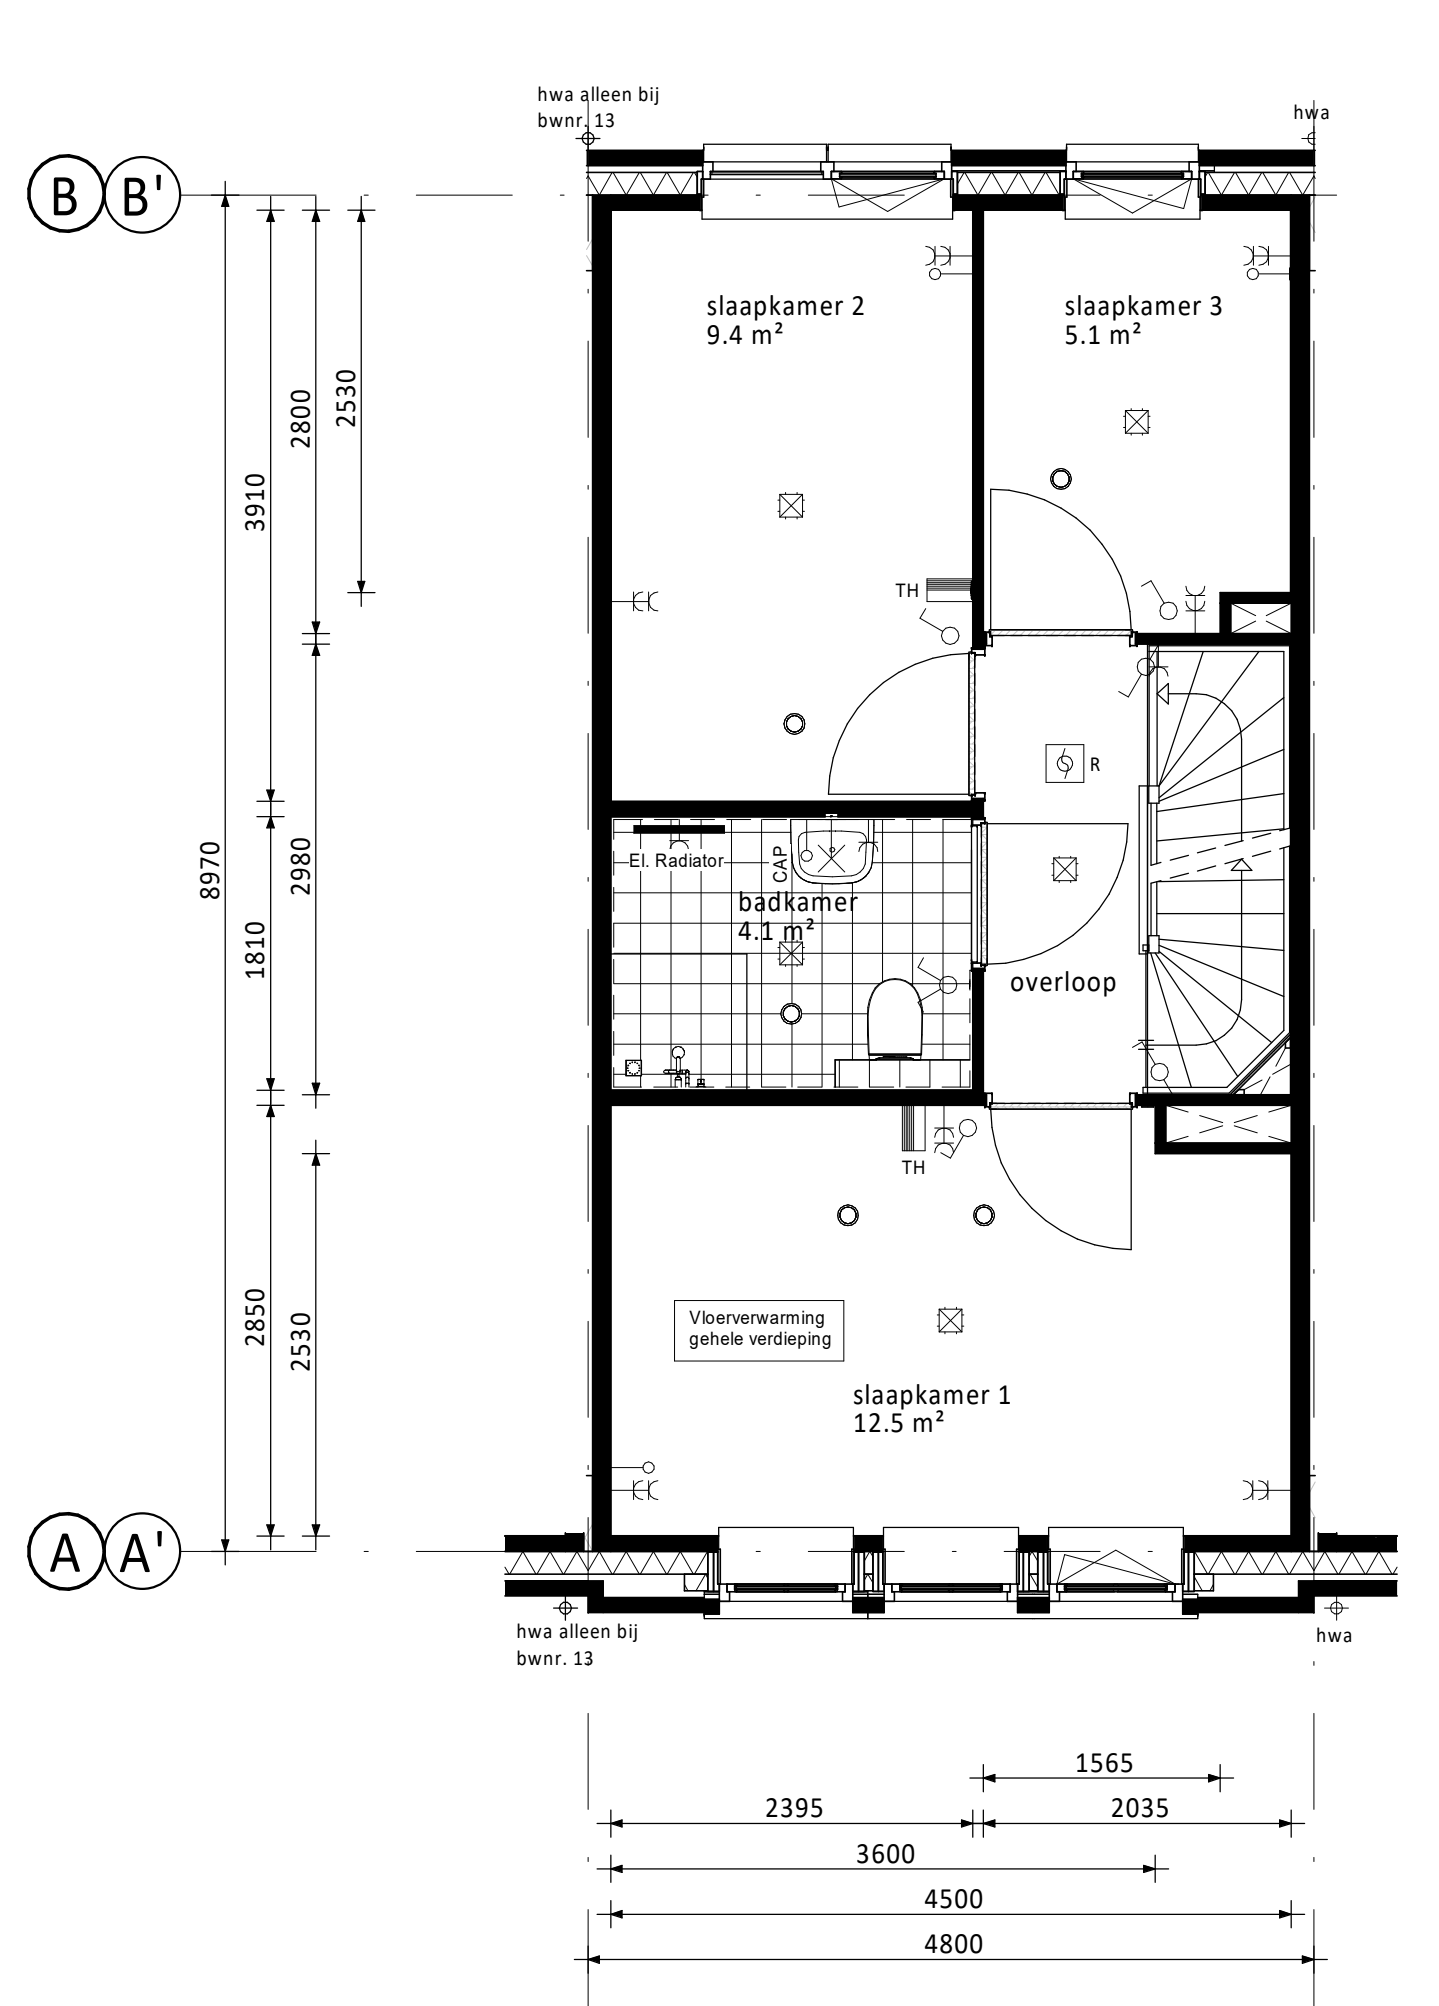 hwa alleen bij
bwnr. 13
hwa
B
B'
slaapkamer 2
9.4 m²
slaapkamer 3
5.1 m²
2530
2800
3910
TH
R
El. Radiator
CAP
badkamer
4.1 m²
8970
2980
1810
overloop
TH
Vloerverwarming
gehele verdieping
2850
2530
slaapkamer 1
12.5 m²
A
A'
hwa alleen bij
bwnr. 13
hwa
1565
2395
2035
3600
4500
4800